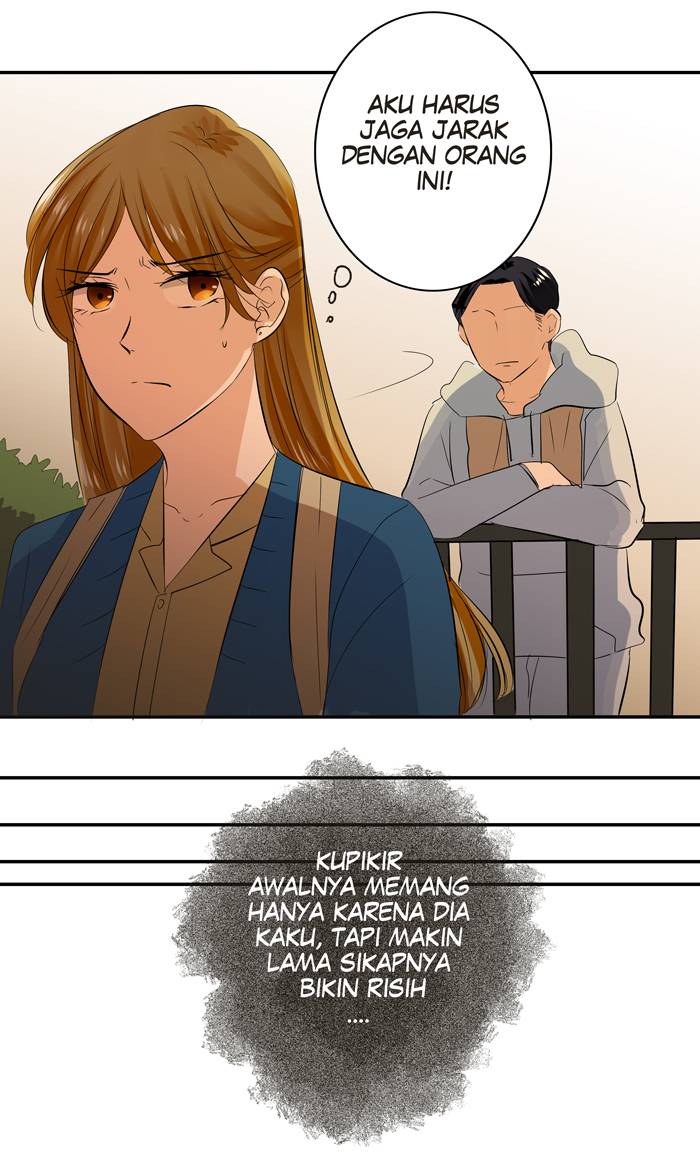 AKU HARUS
JAGA JARAK
DENGAN ORANG
INI!
KUPIKIR
AWALNYA MEMANG
HANYA KARENA DIA
KAKU, TAPI MAKIN
LAMA SIKAPNYA
BIKIN RISIH
....